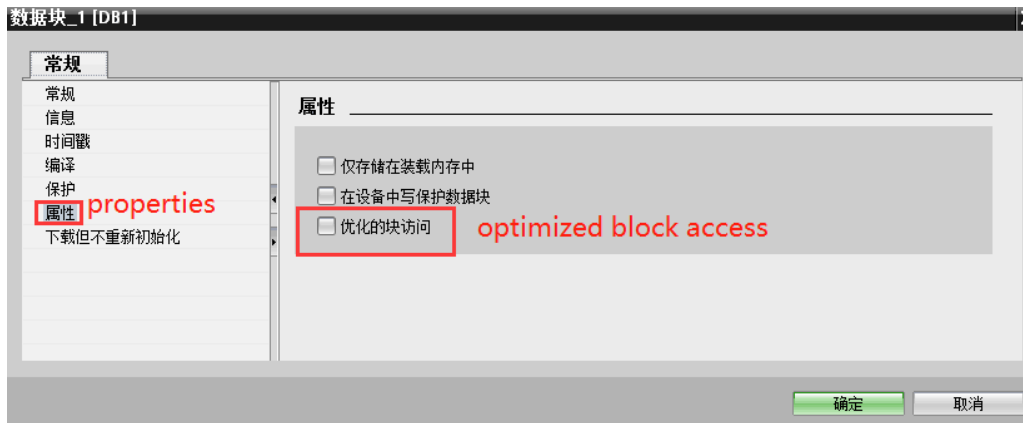 数据块_1 [DB1]
常规
常规
信息
时间戳
编译
保护
属性 properties
下载但不重新初始化
属性
仅存储在装载内存中
在设备中写保护数据块
优化的块访问 optimized block access
确定 取消